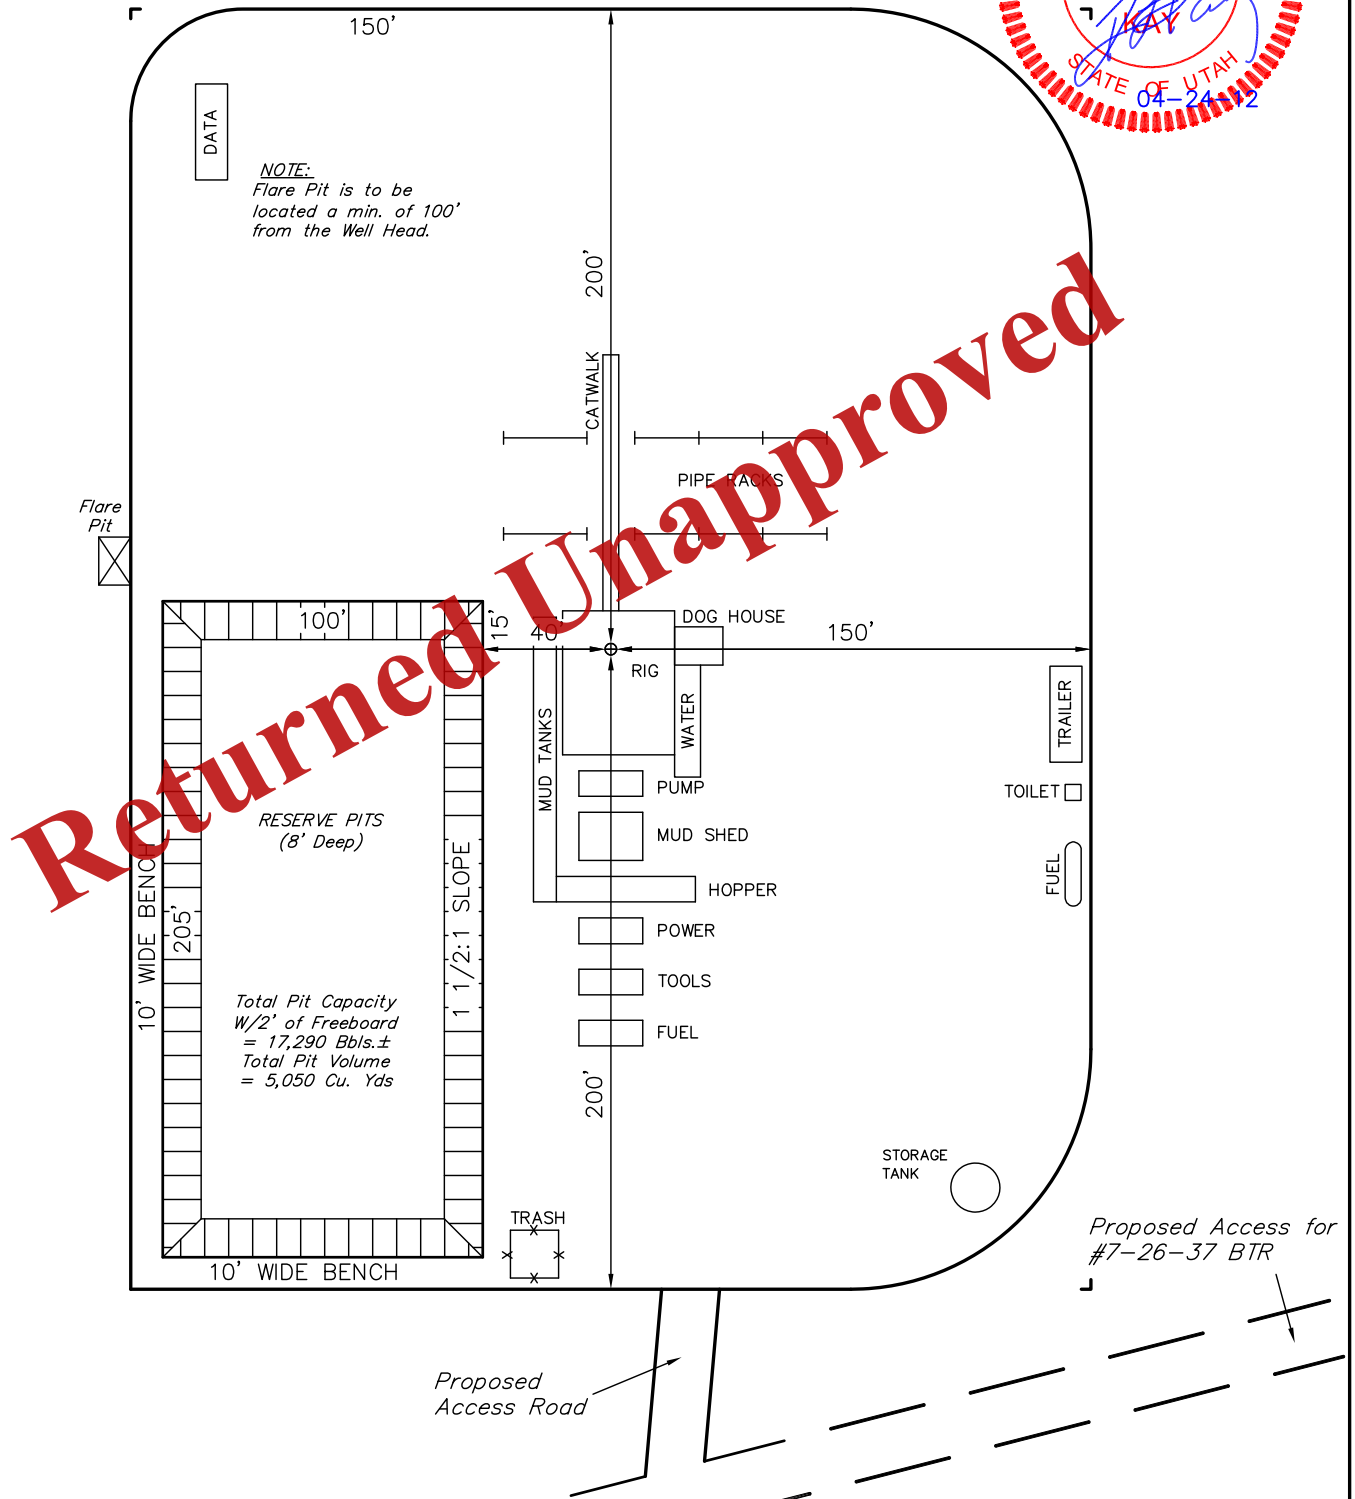 150'
KAY
STATE OF UTAH
04-24-12
DATA
NOTE:
Flare Pit is to be
located a min. of 100'
from the Well Head.
200'
CATWALK
PIPE RACKS
Flare
Pit
100'
15'
40'
DOG HOUSE
150'
RIG
WATER
MUD TANKS
TRAILER
PUMP
TOILET
RESERVE PITS
(8' Deep)
MUD SHED
FUEL
HOPPER
10' WIDE BENCH
205'
1 1/2:1 SLOPE
POWER
TOOLS
Total Pit Capacity
W/2' of Freeboard
= 17,290 Bbls.±
Total Pit Volume
= 5,050 Cu. Yds
FUEL
200'
STORAGE
TANK
TRASH
10' WIDE BENCH
Proposed Access for
#7-26-37 BTR
Proposed
Access Road
Returned Unapproved